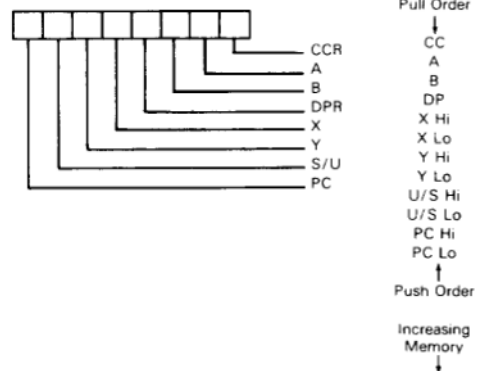 CCR
A
B
DPR
X
Y
S/U
PC
Pull Order
CC
A
B
DP
X Hi
X Lo
Y Hi
Y Lo
U/S Hi
U/S Lo
PC Hi
PC Lo
Push Order
Increasing
Memory